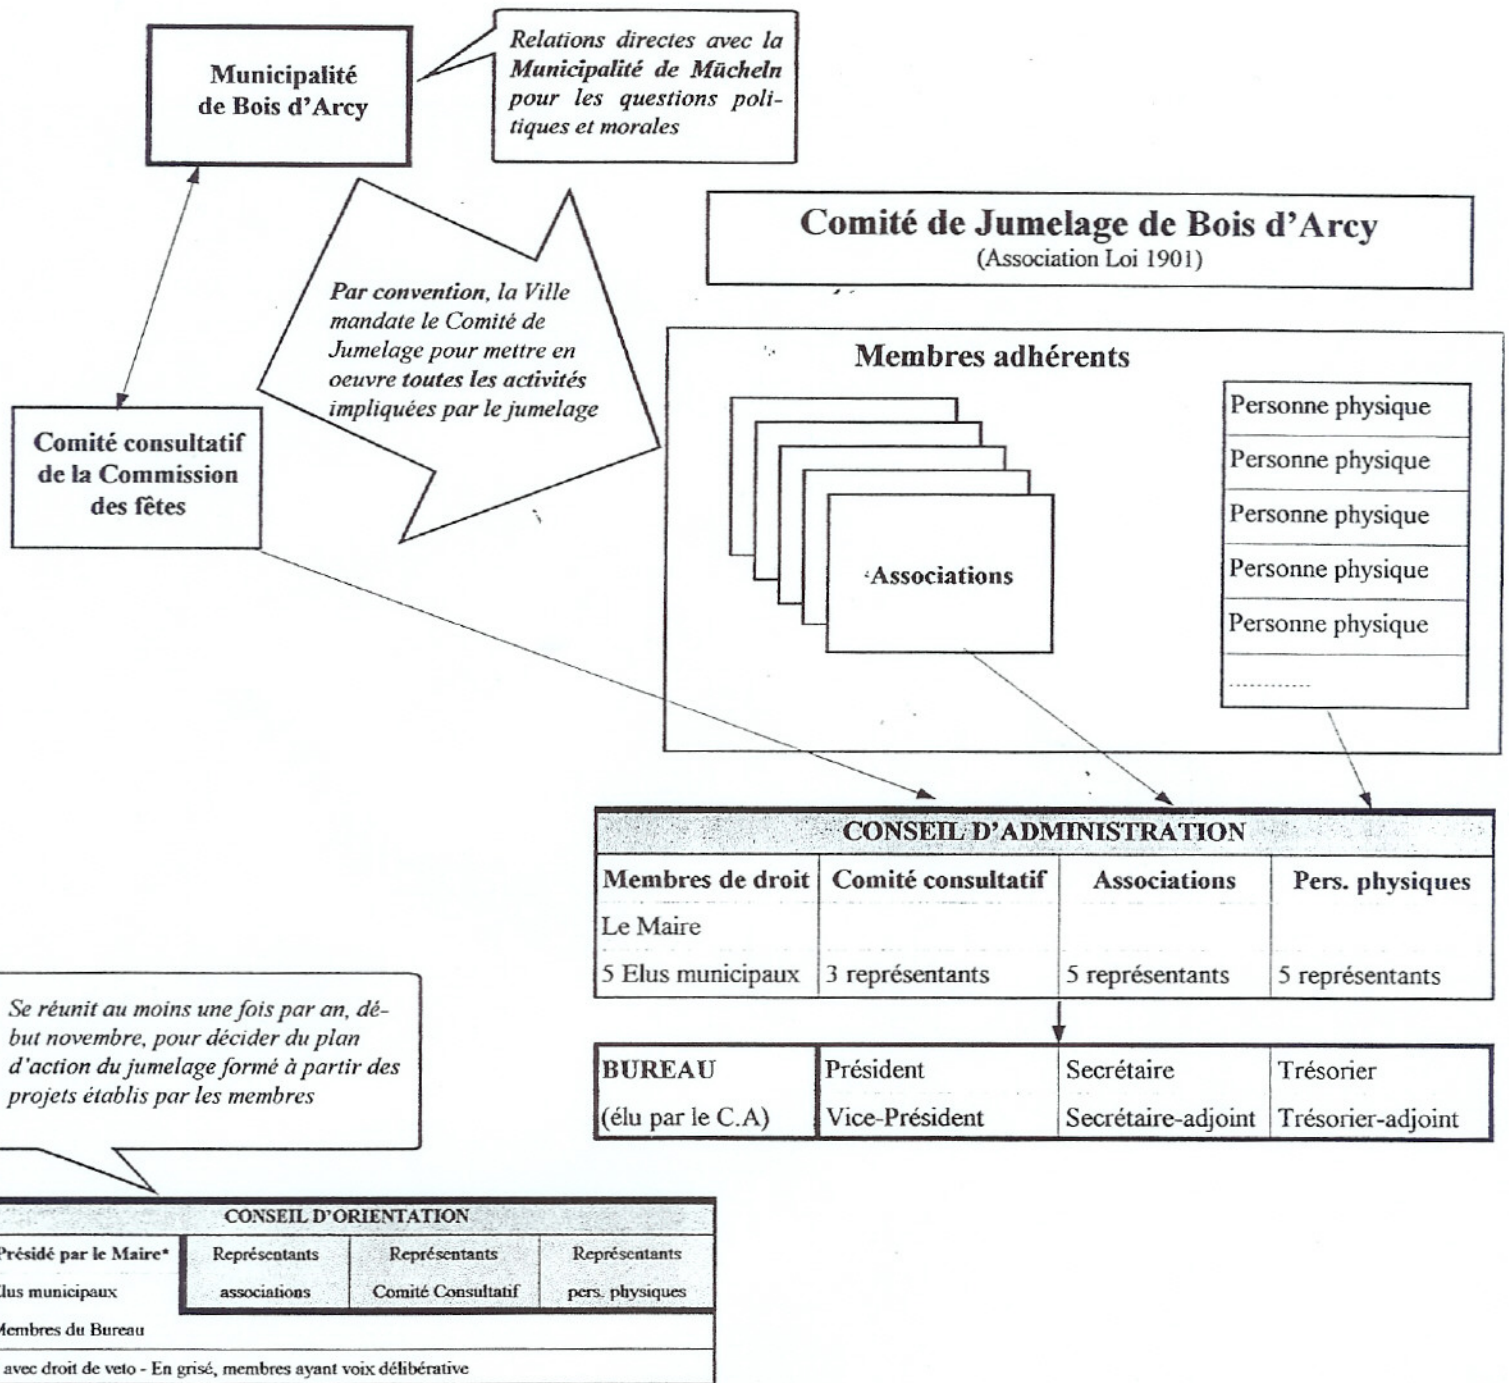 Municipalité
de Bois d'Arcy
Relations directes avec la
Municipalité de Mücheln
pour les questions poli-
tiques et morales
Comité de Jumelage de Bois d'Arcy
(Association Loi 1901)
Par convention, la Ville
mandate le Comité de
Jumelage pour mettre en
oeuvre toutes les activités
impliquées par le jumelage
Comité consultatif
de la Commission
des fêtes
Membres adhérents
Associations
Personne physique
Personne physique
Personne physique
Personne physique
Personne physique
...........
CONSEIL D'ADMINISTRATION
Membres de droit Comité consultatif Associations Pers. physiques
Le Maire
5 Elus municipaux 3 représentants 5 représentants 5 représentants
BUREAU Président Secrétaire Trésorier
(élu par le C.A) Vice-Président Secrétaire-adjoint Trésorier-adjoint
Se réunit au moins une fois par an, dé-
but novembre, pour décider du plan
d'action du jumelage formé à partir des
projets établis par les membres
CONSEIL D'ORIENTATION
Présidé par le Maire* Représentants Représentants Représentants
Elus municipaux associations Comité Consultatif pers. physiques
Membres du Bureau
avec droit de veto - En grisé, membres ayant voix délibérative